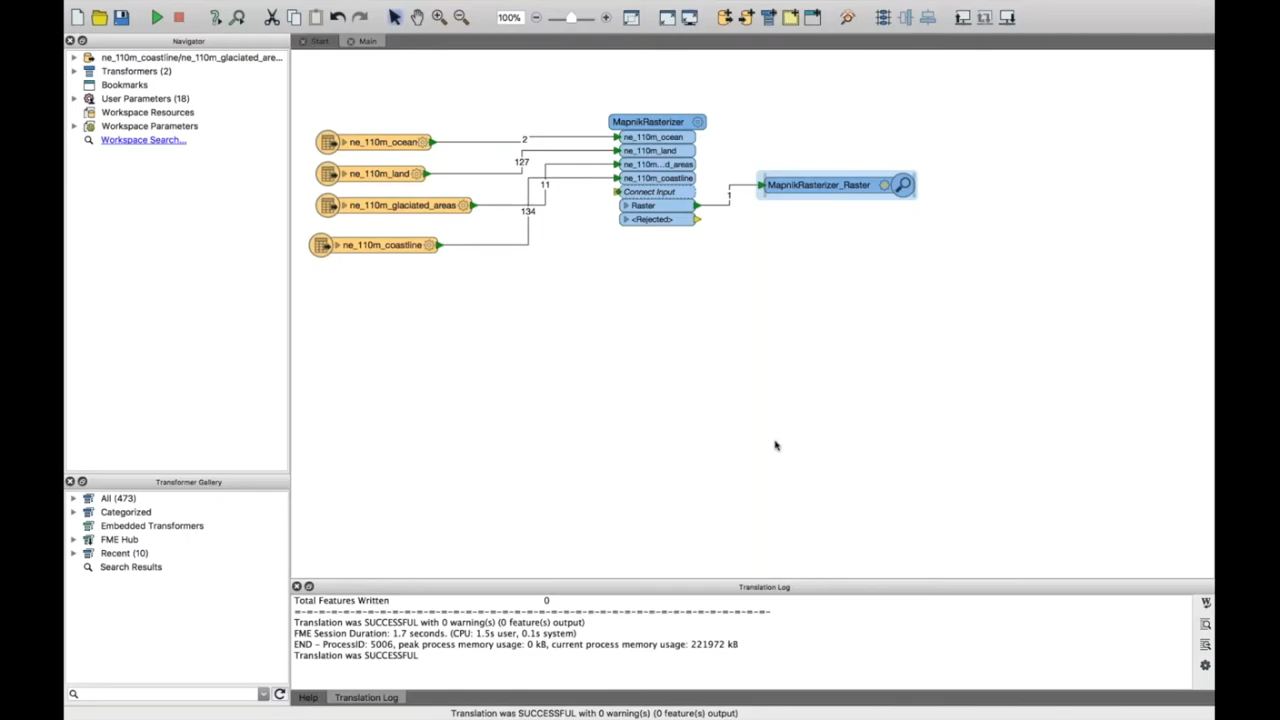 100%
Navigator
Start
Main
ne_110m_coastline/ne_110m_glaciated_are...
Transformers (2)
Bookmarks
User Parameters (18)
Workspace Resources
Workspace Parameters
Workspace Search...
ne_110m_ocean
ne_110m_land
ne_110m_glaciated_areas
ne_110m_coastline
2
127
11
134
MapnikRasterizer
ne_110m_ocean
ne_110m_land
ne_110m...d_areas
ne_110m_coastline
Connect Input
Raster
<Rejected>
1
MapnikRasterizer_Raster
Transformer Gallery
All (473)
Categorized
Embedded Transformers
FME Hub
Recent (10)
Search Results
Translation Log
Total Features Written 0
=-=-=-=-=-=-=-=-=-=-=-=-=-=-=-=-=-=-=-=-=-=-=-=-=-=-=-=-=-=-=-=-=-=-=-=-=-=-
Translation was SUCCESSFUL with 0 warning(s) (0 feature(s) output)
FME Session Duration: 1.7 seconds. (CPU: 1.5s user, 0.1s system)
END - ProcessID: 5006, peak process memory usage: 0 kB, current process memory usage: 221972 kB
Translation was SUCCESSFUL
Help
Translation Log
Translation was SUCCESSFUL with 0 warning(s) (0 feature(s) output)